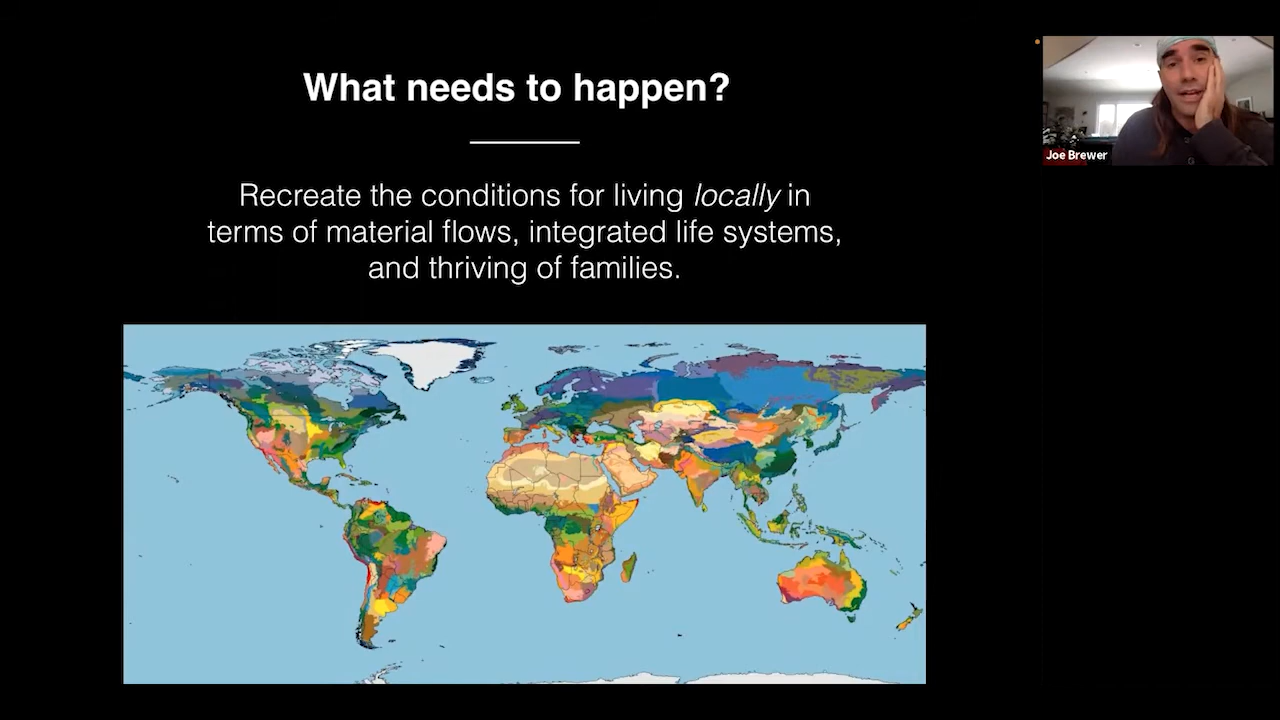 What needs to happen?
Recreate the conditions for living locally in
terms of material flows, integrated life systems,
and thriving of families.
Joe Brewer